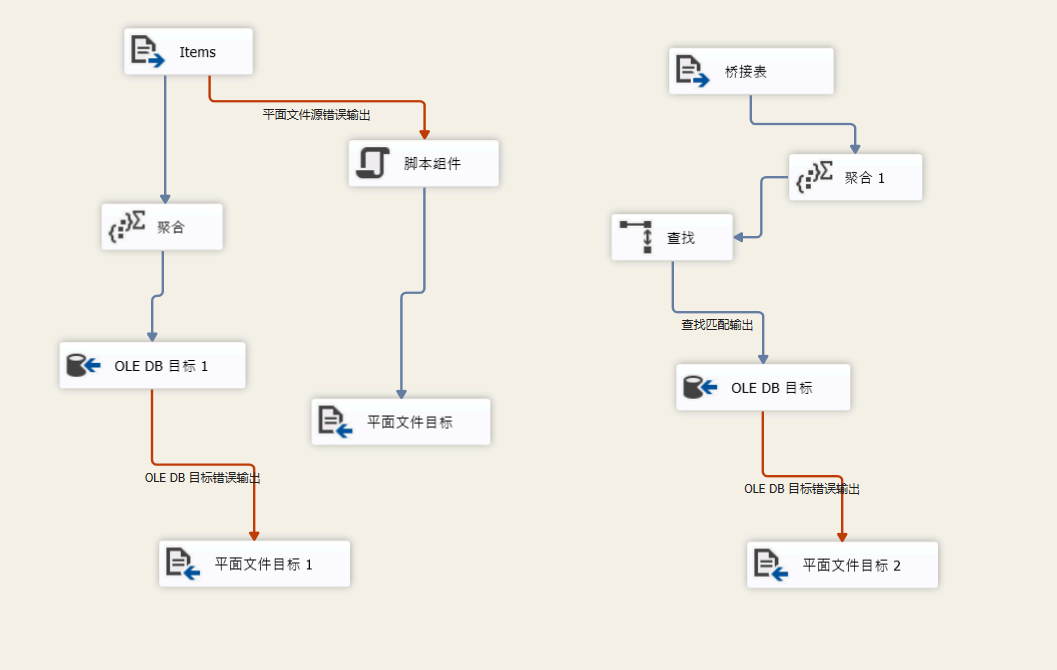 Items
平面文件源错误输出
脚本组件
聚合
OLE DB 目标 1
平面文件目标
OLE DB 目标错误输出
平面文件目标 1
桥接表
聚合 1
查找
查找匹配输出
OLE DB 目标
OLE DB 目标错误输出
平面文件目标 2